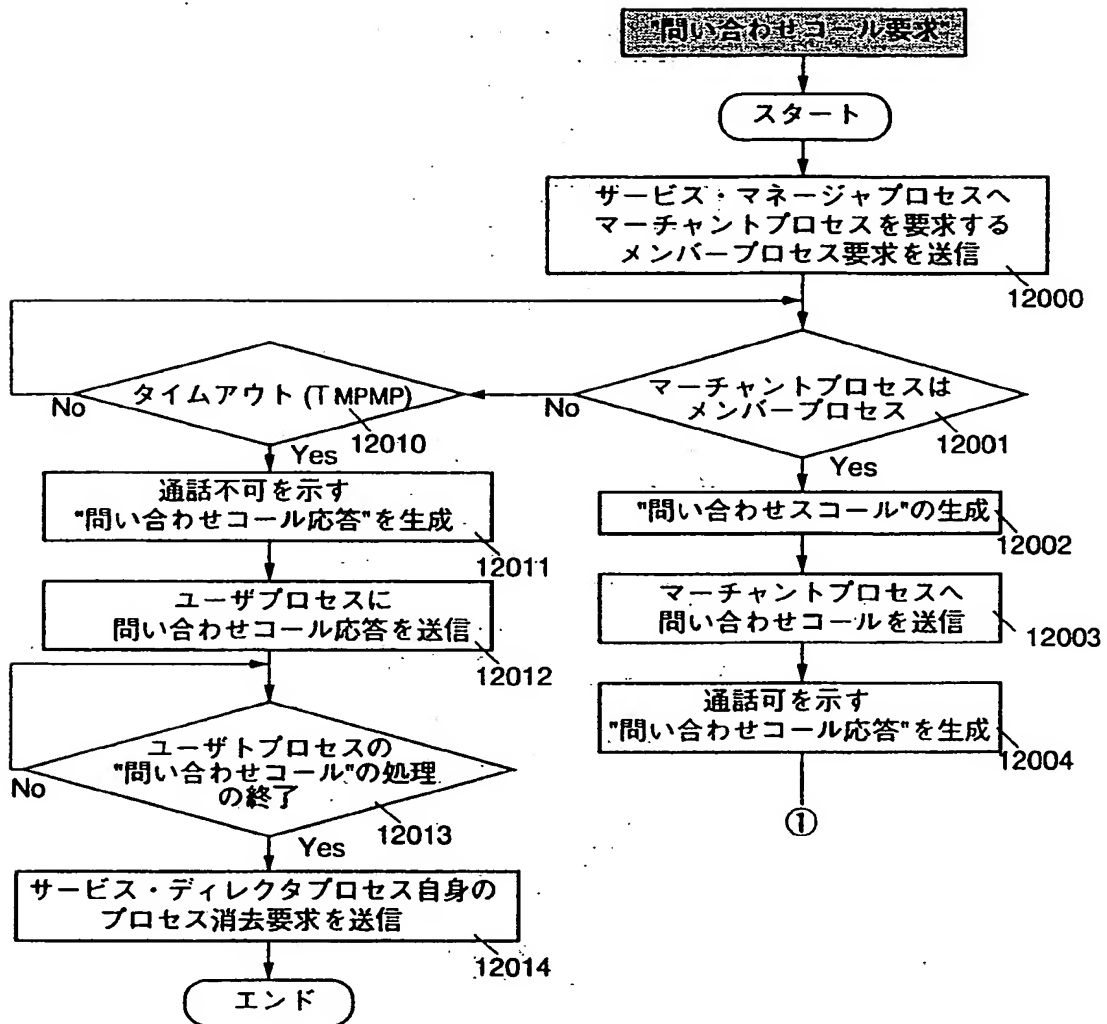 "問い合わせコール要求"
スタート
サービス・マネージャプロセスへ
マーチャントプロセスを要求する
メンバープロセス要求を送信
12000
マーチャントプロセスは
メンバープロセス
12001
No
Yes
タイムアウト (TMPMP)
12010
No
Yes
通話不可を示す
"問い合わせコール応答"を生成
12011
ユーザプロセスに
問い合わせコール応答を送信
12012
ユーザトプロセスの
"問い合わせコール"の処理
の終了
12013
No
Yes
サービス・ディレクタプロセス自身の
プロセス消去要求を送信
12014
エンド
"問い合わせスコール"の生成
12002
マーチャントプロセスへ
問い合わせコールを送信
12003
通話可を示す
"問い合わせコール応答"を生成
12004
①